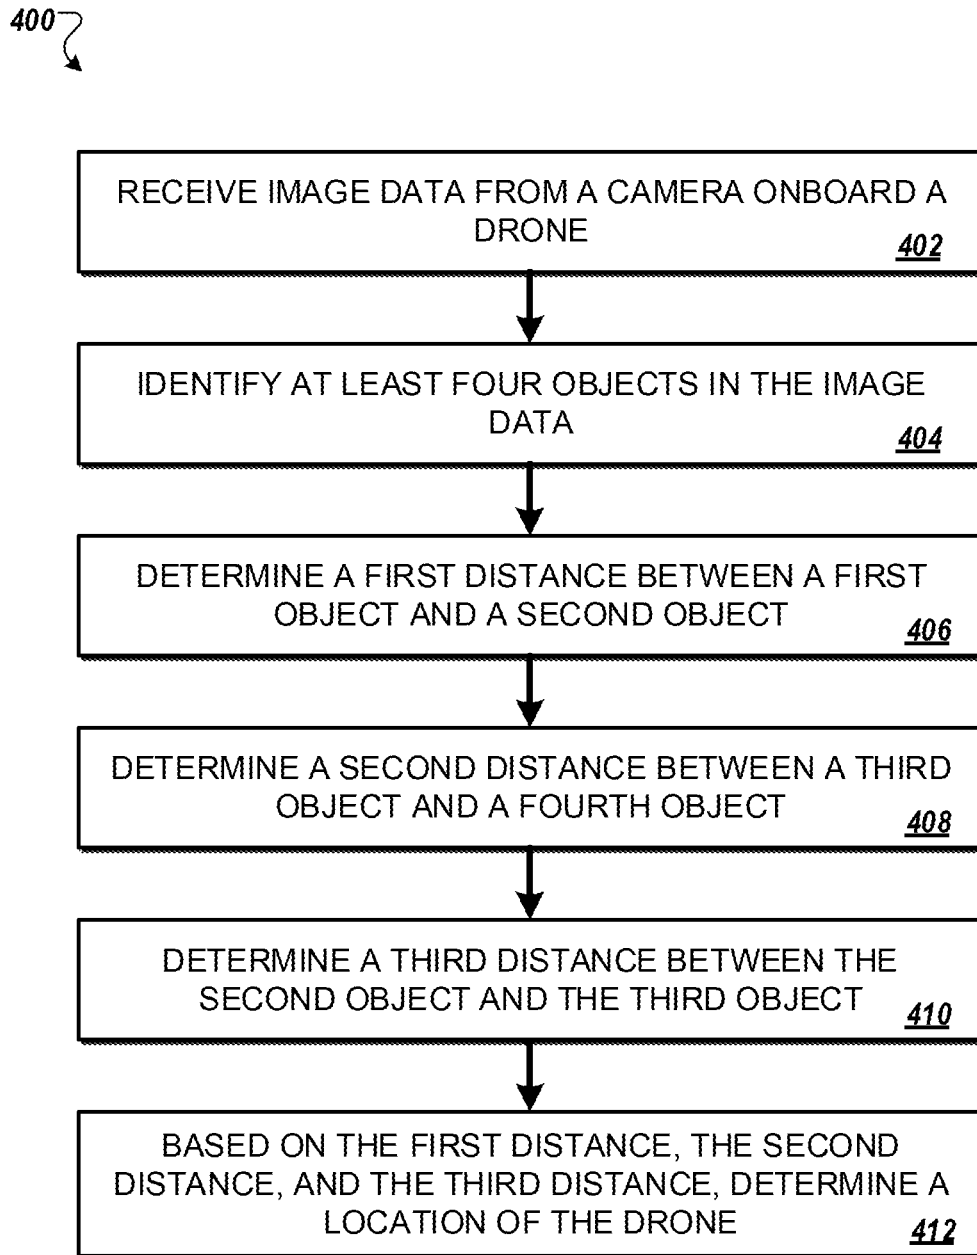 400
RECEIVE IMAGE DATA FROM A CAMERA ONBOARD A
DRONE
402
IDENTIFY AT LEAST FOUR OBJECTS IN THE IMAGE
DATA
404
DETERMINE A FIRST DISTANCE BETWEEN A FIRST
OBJECT AND A SECOND OBJECT
406
DETERMINE A SECOND DISTANCE BETWEEN A THIRD
OBJECT AND A FOURTH OBJECT
408
DETERMINE A THIRD DISTANCE BETWEEN THE
SECOND OBJECT AND THE THIRD OBJECT
410
BASED ON THE FIRST DISTANCE, THE SECOND
DISTANCE, AND THE THIRD DISTANCE, DETERMINE A
LOCATION OF THE DRONE
412